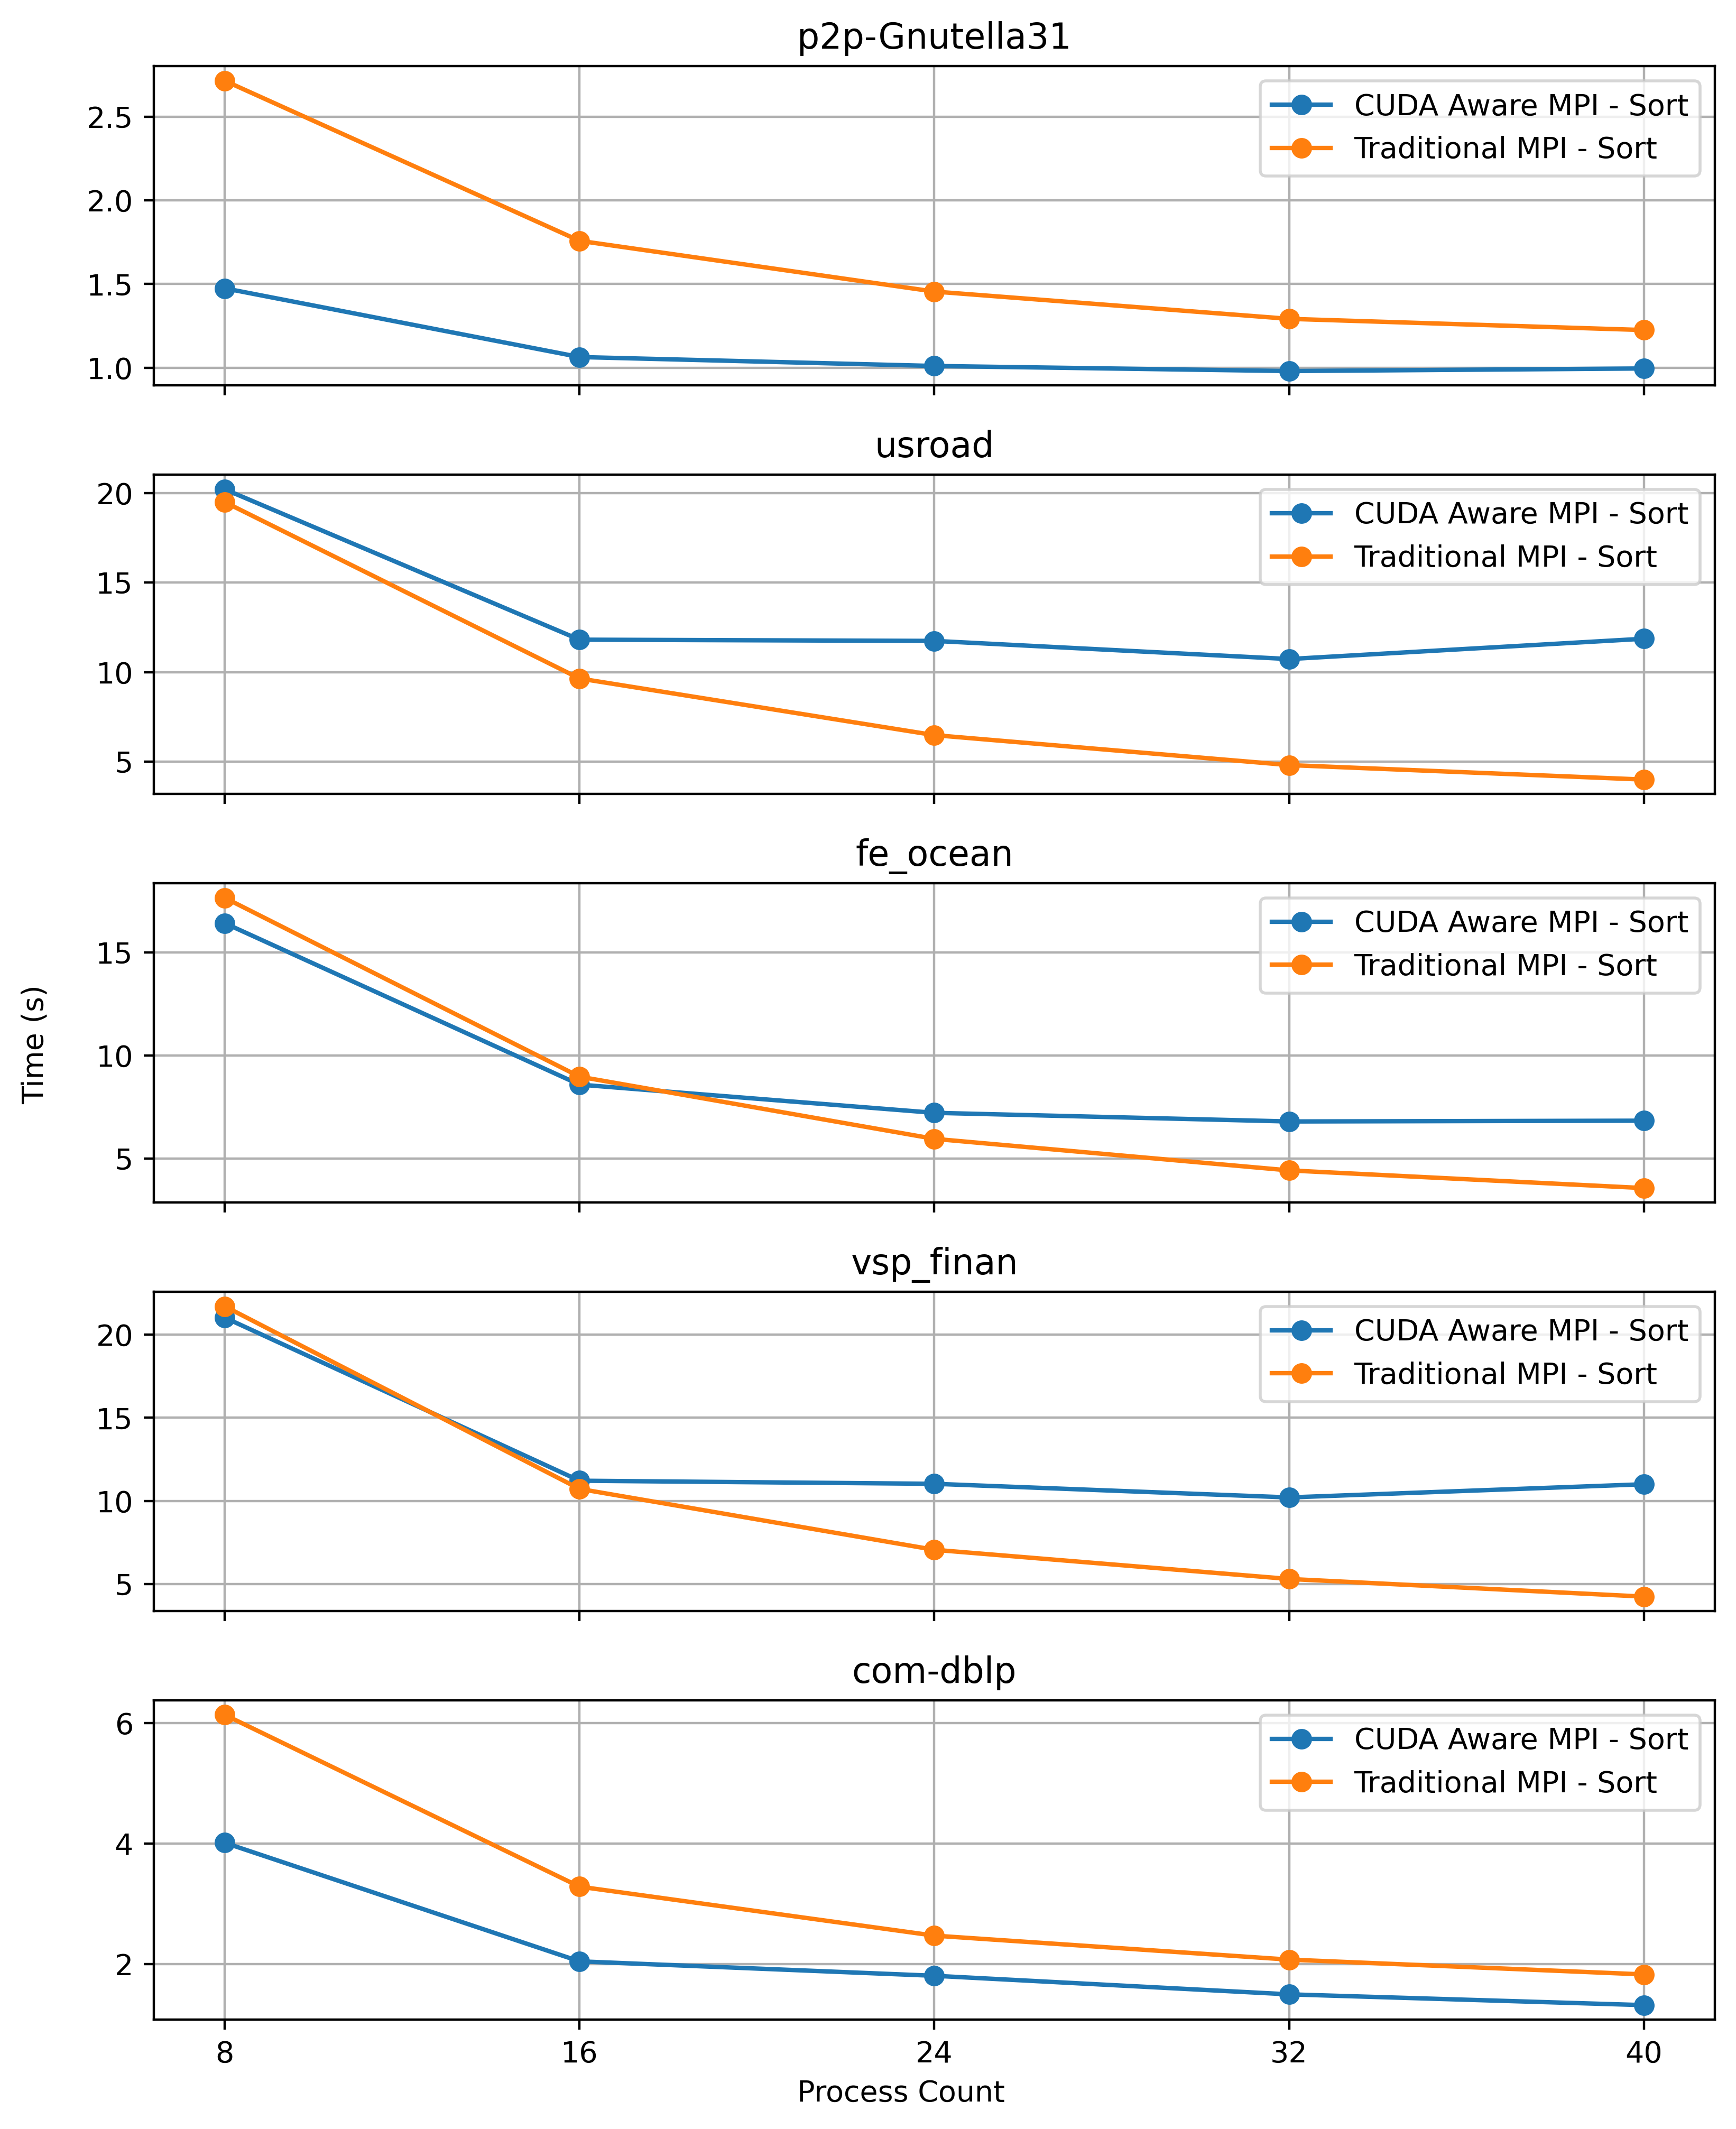 p2p-Gnutella31
2.5
2.0
1.5
1.0
CUDA Aware MPI - Sort
Traditional MPI - Sort
usroad
20
15
10
5
CUDA Aware MPI - Sort
Traditional MPI - Sort
fe_ocean
15
10
5
CUDA Aware MPI - Sort
Traditional MPI - Sort
Time (s)
vsp_finan
20
15
10
5
CUDA Aware MPI - Sort
Traditional MPI - Sort
com-dblp
6
4
2
CUDA Aware MPI - Sort
Traditional MPI - Sort
8 16 24 32 40
Process Count